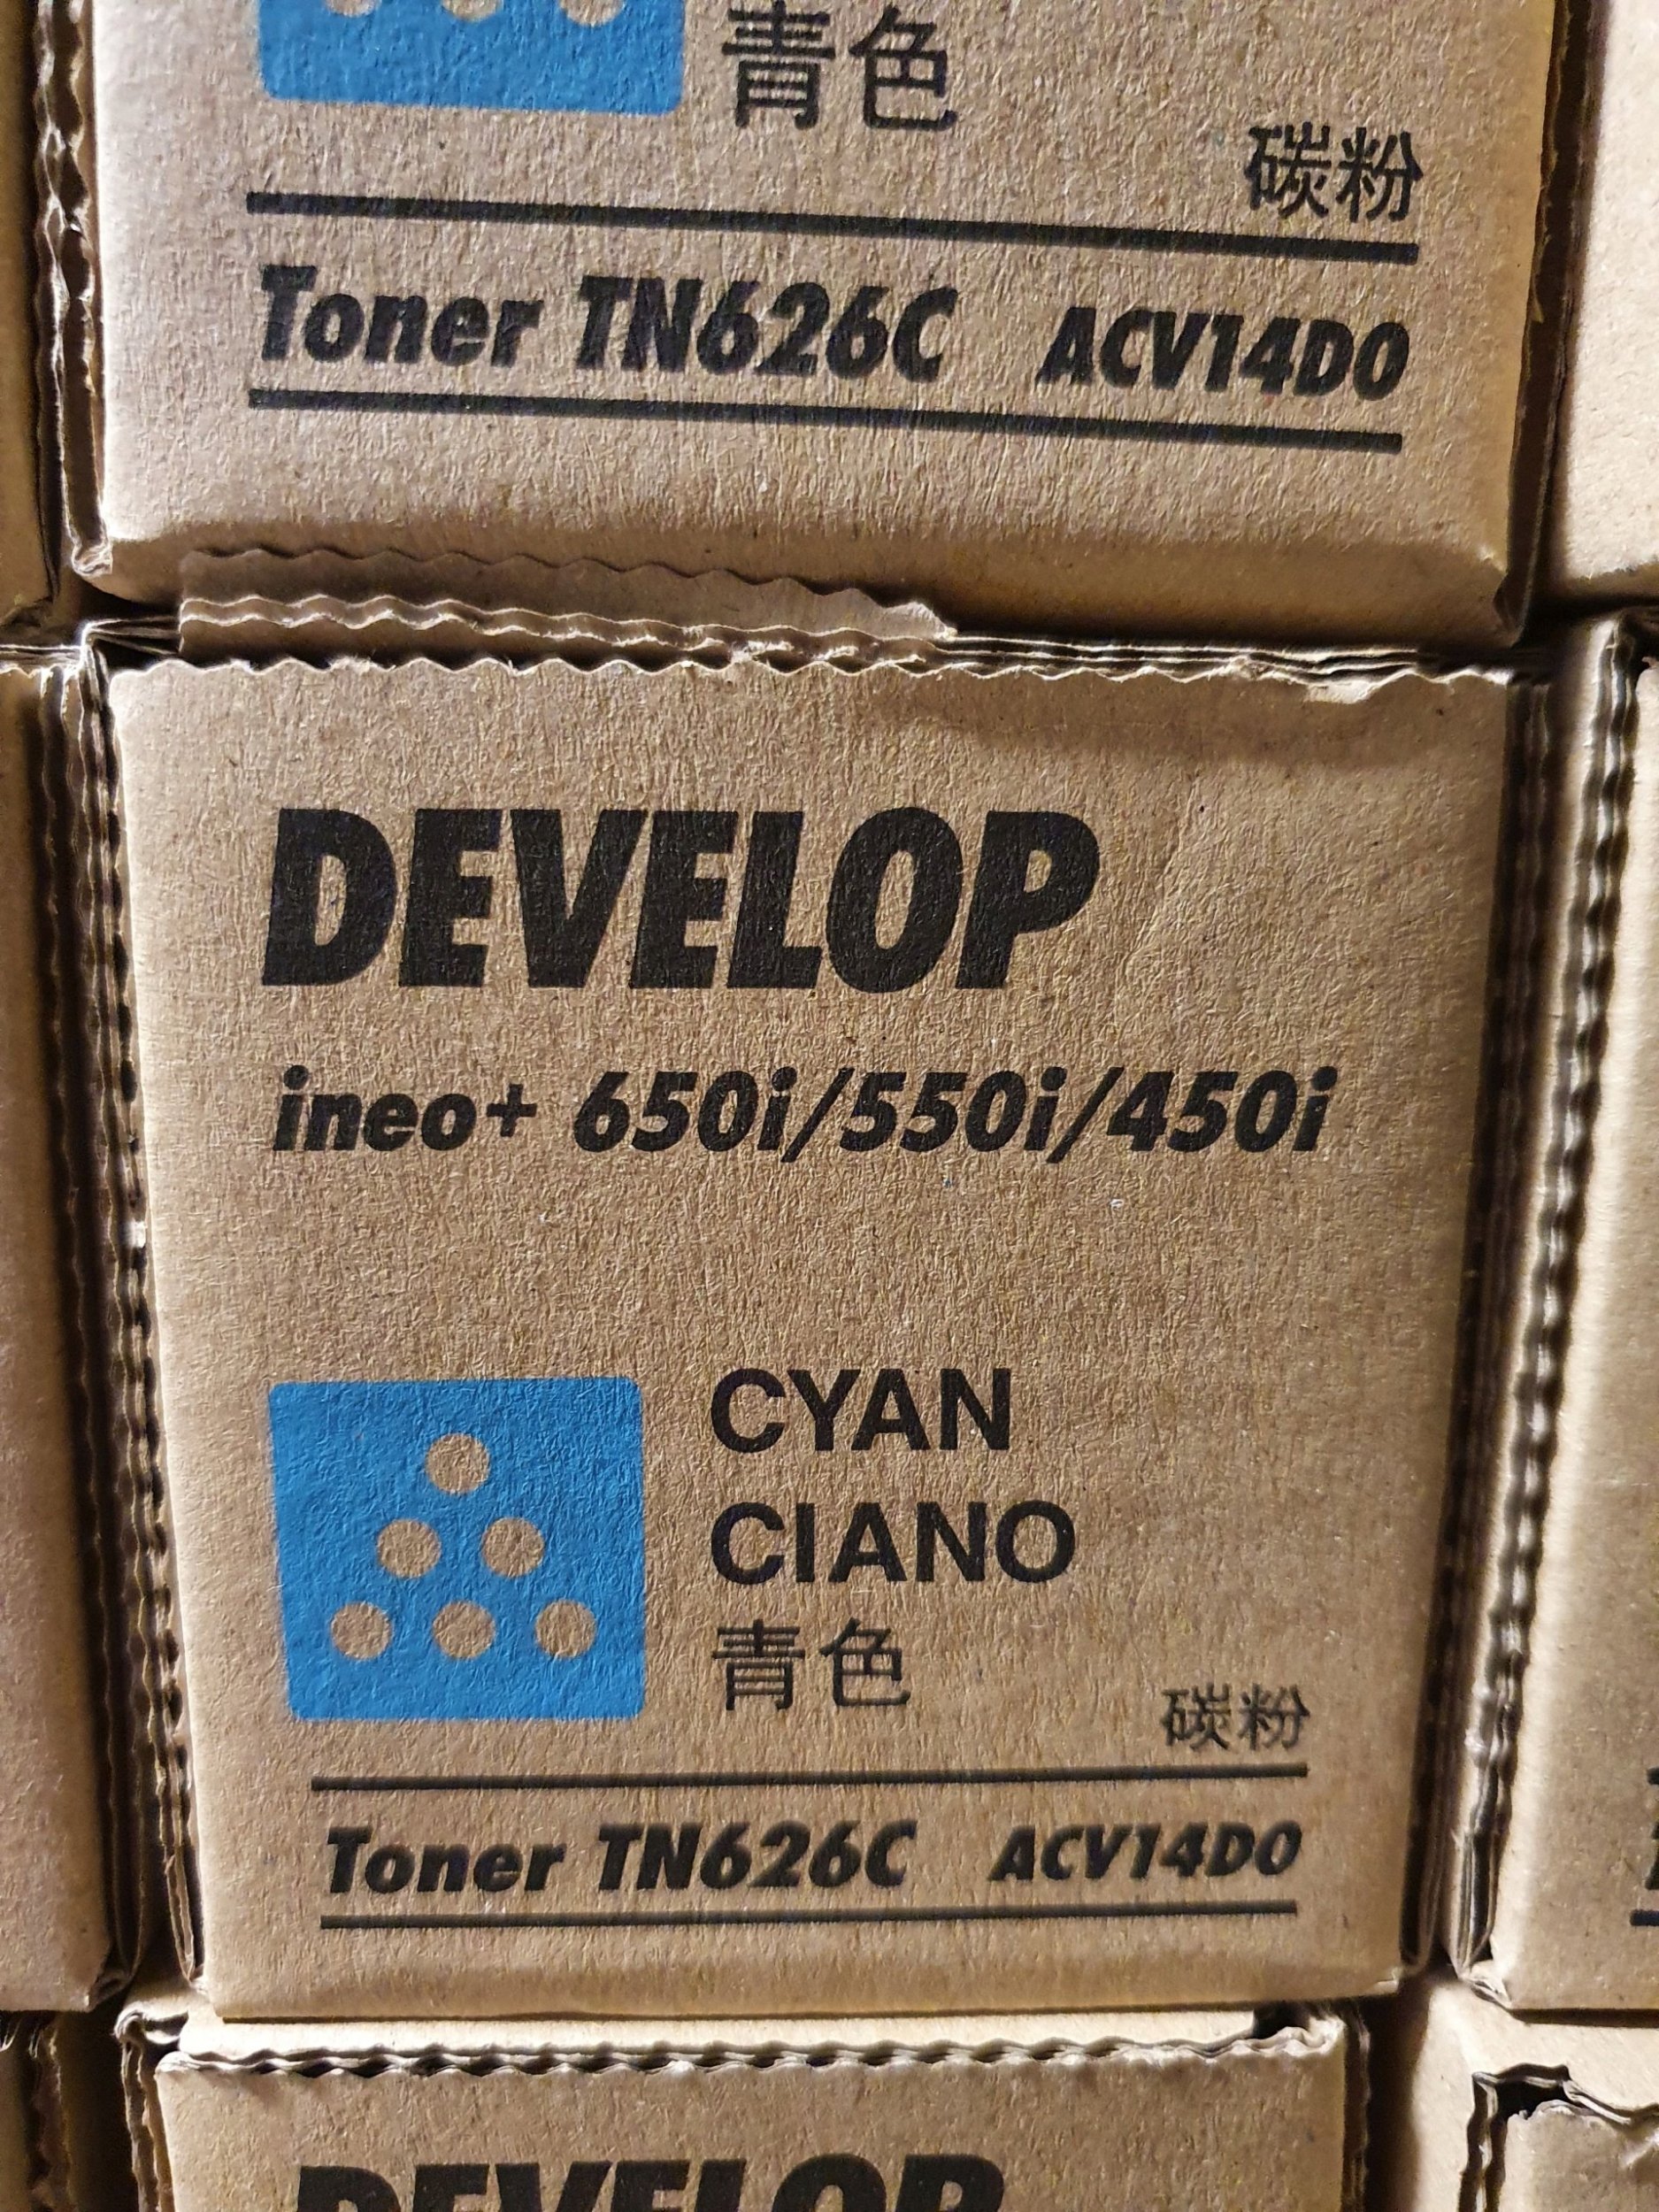 青色
碳粉
Toner TN626C ACV14D0
DEVELOP
ineo+ 650i/550i/450i
CYAN
CIANO
青色
碳粉
Toner TN626C ACV14D0
DEVELOP